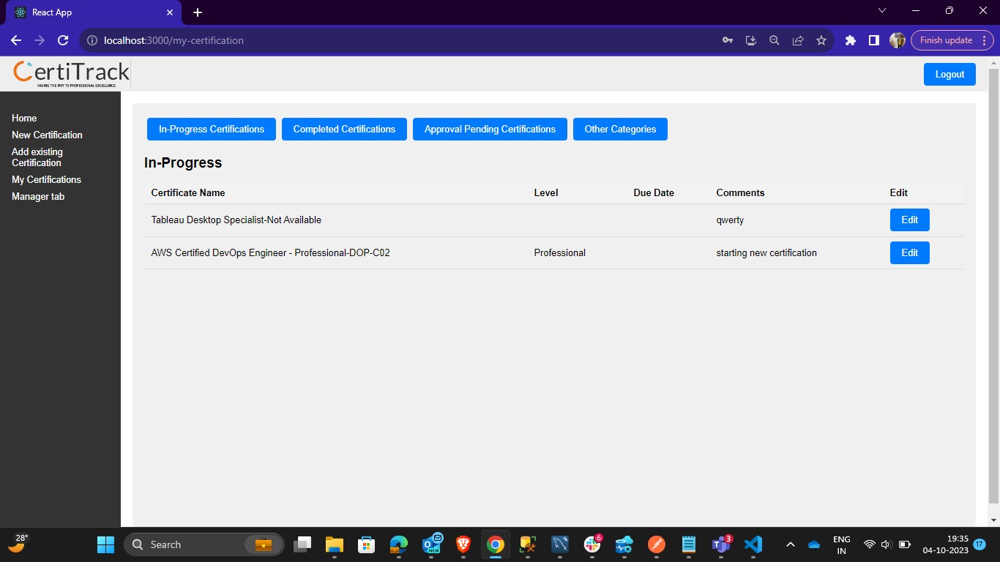 React App
localhost:3000/my-certification
Finish update
CertiTrack
PAVING THE WAY TO PROFESSIONAL EXCELLENCE
Logout
Home
New Certification
Add existing
Certification
My Certifications
Manager tab
In-Progress Certifications
Completed Certifications
Approval Pending Certifications
Other Categories
In-Progress
Certificate Name Level Due Date Comments Edit
Tableau Desktop Specialist-Not Available qwerty Edit
AWS Certified DevOps Engineer - Professional-DOP-C02 Professional starting new certification Edit
28°
Search
NEW
6
3
ENG
IN
19:35
04-10-2023
17